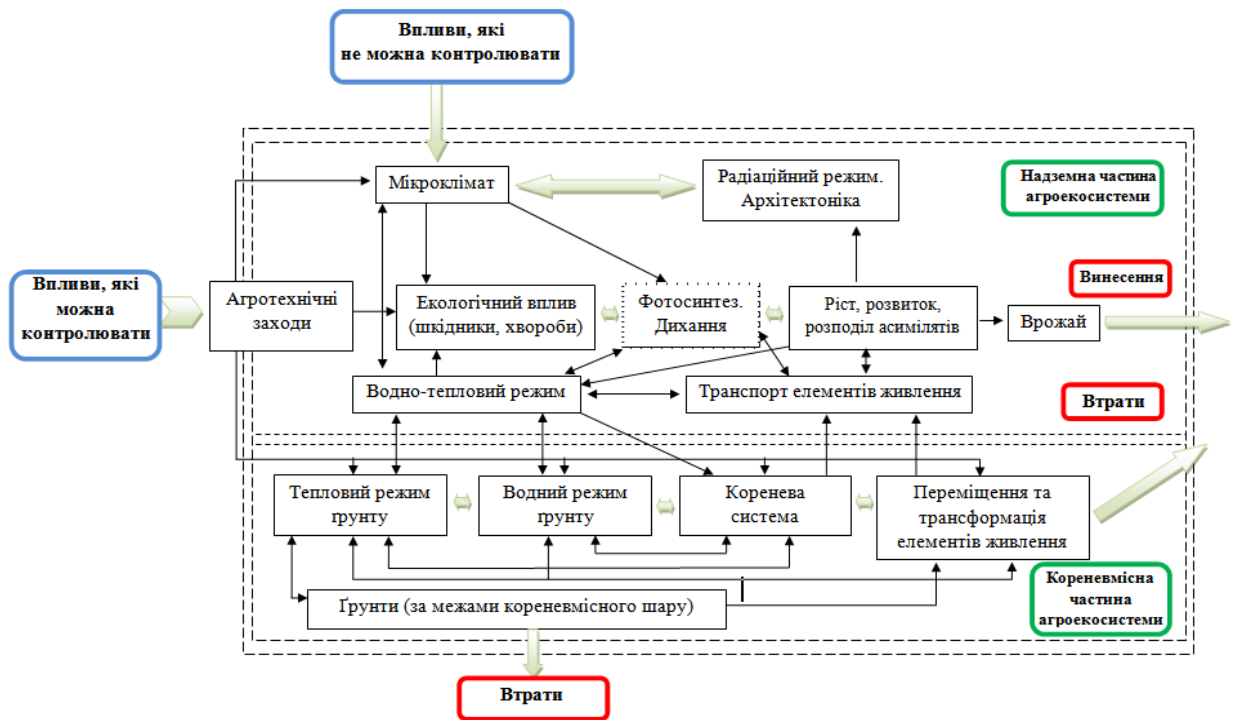 Впливи, які
не можна контролювати
Мікроклімат
Радіаційний режим.
Архітектоніка
Надземна частина
агроекосистеми
Впливи, які
можна
контролювати
Агротехнічні
заходи
Екологічний вплив
(шкідники, хвороби)
Фотосинтез.
Дихання
Ріст, розвиток,
розподіл асимілятів
Врожай
Винесення
Водно-тепловий режим
Транспорт елементів живлення
Втрати
Тепловий режим
ґрунту
Водний режим
ґрунту
Коренева
система
Переміщення та
трансформація
елементів живлення
Ґрунти (за межами кореневмісного шару)
Кореневмісна
частина
агроекосистеми
Втрати